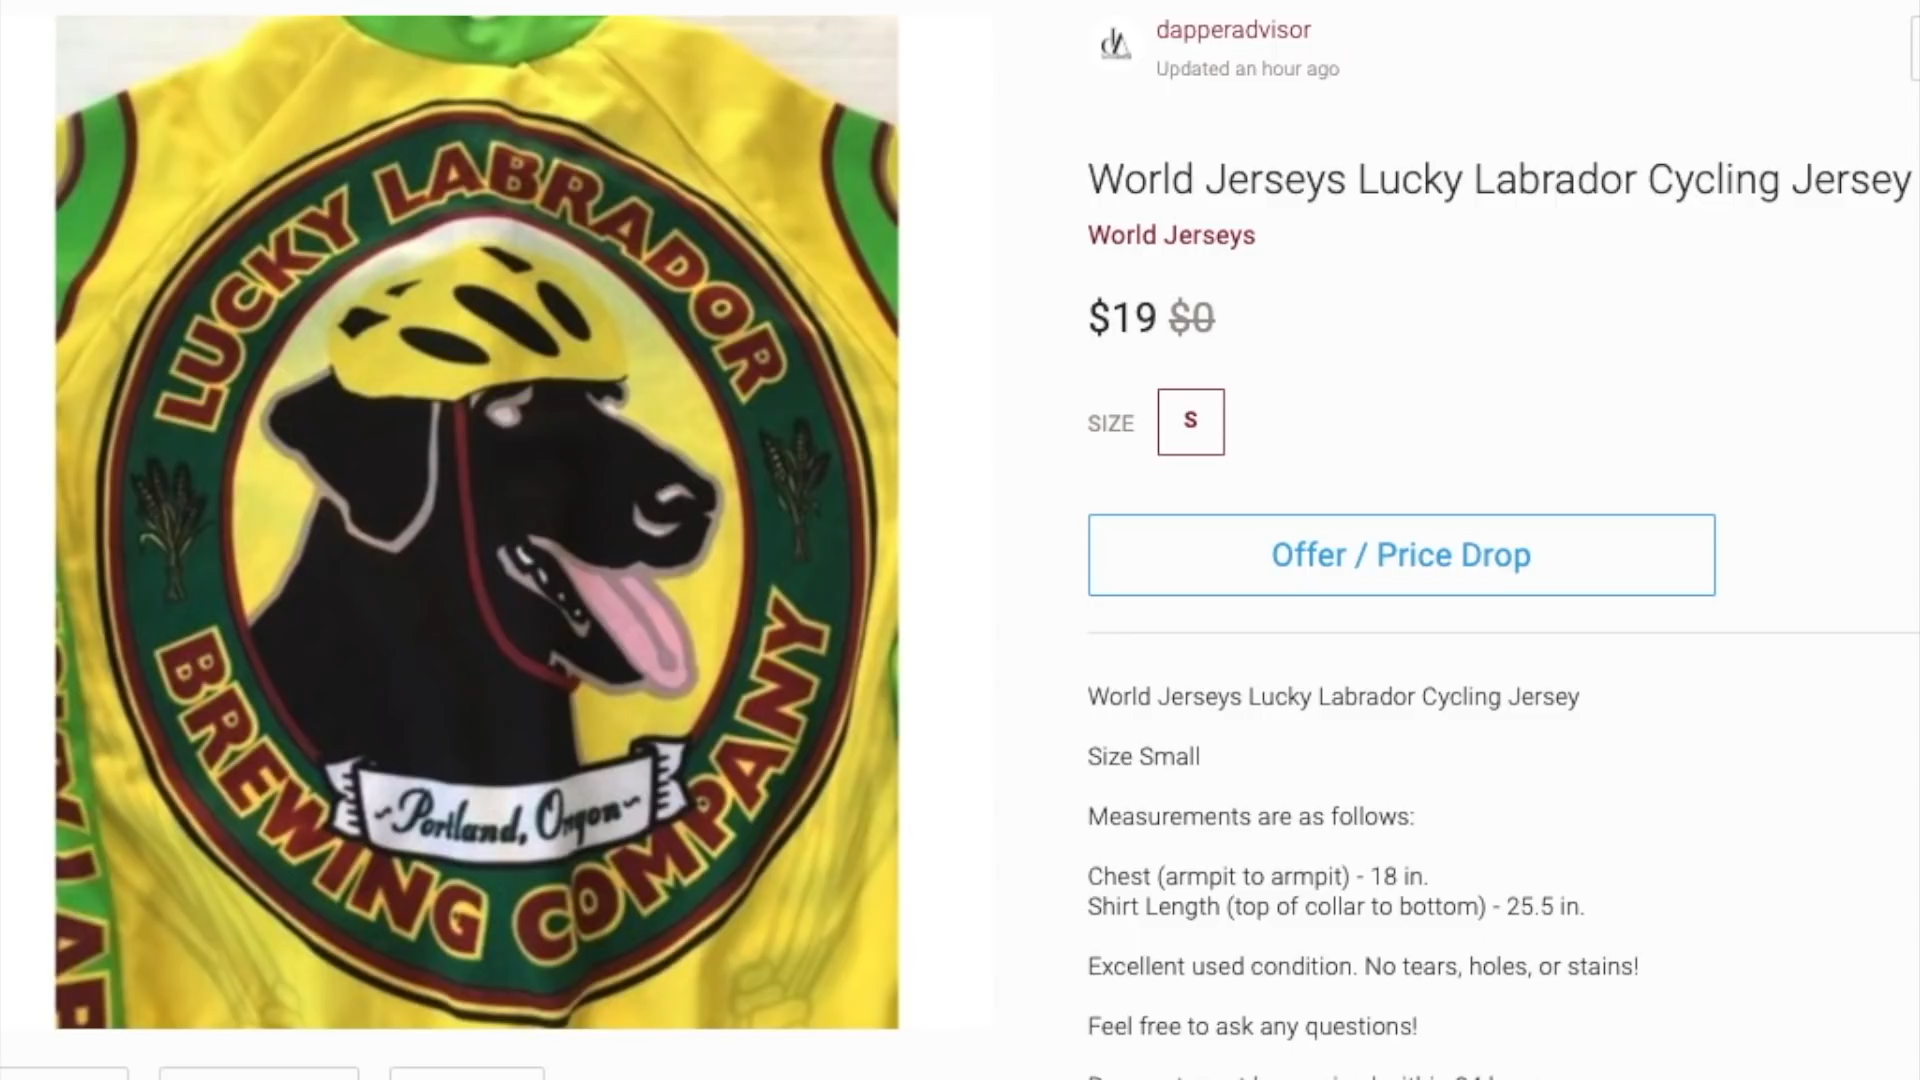 LUCKY LABRADOR
BREWING COMPANY
~Portland, Oregon~
dA
dapperadvisor
Updated an hour ago
World Jerseys Lucky Labrador Cycling Jersey
World Jerseys
$19 $0
SIZE S
Offer / Price Drop
World Jerseys Lucky Labrador Cycling Jersey
Size Small
Measurements are as follows:
Chest (armpit to armpit) - 18 in.
Shirt Length (top of collar to bottom) - 25.5 in.
Excellent used condition. No tears, holes, or stains!
Feel free to ask any questions!